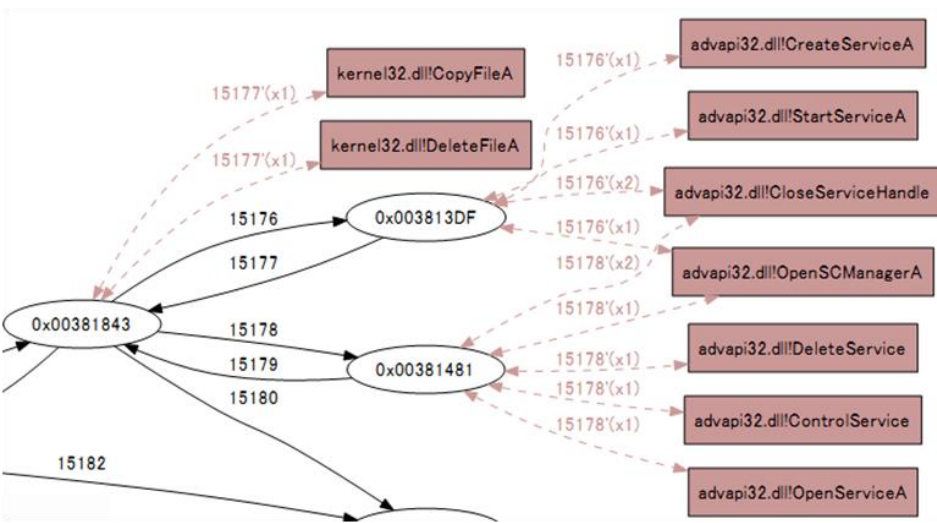 advapi32.dll!CreateServiceA
15176'(x1)
kernel32.dll!CopyFileA
15177'(x1)
advapi32.dll!StartServiceA
15176'(x1)
kernel32.dll!DeleteFileA
15177'(x1)
15176'(x2)
advapi32.dll!CloseServiceHandle
15176
0x003813DF
15176'(x1)
15177
15178'(x2)
advapi32.dll!OpenSCManagerA
15178'(x1)
0x00381843
15178
advapi32.dll!DeleteService
15178'(x1)
15179
0x00381481
15178'(x1)
15180
advapi32.dll!ControlService
15178'(x1)
15182
advapi32.dll!OpenServiceA